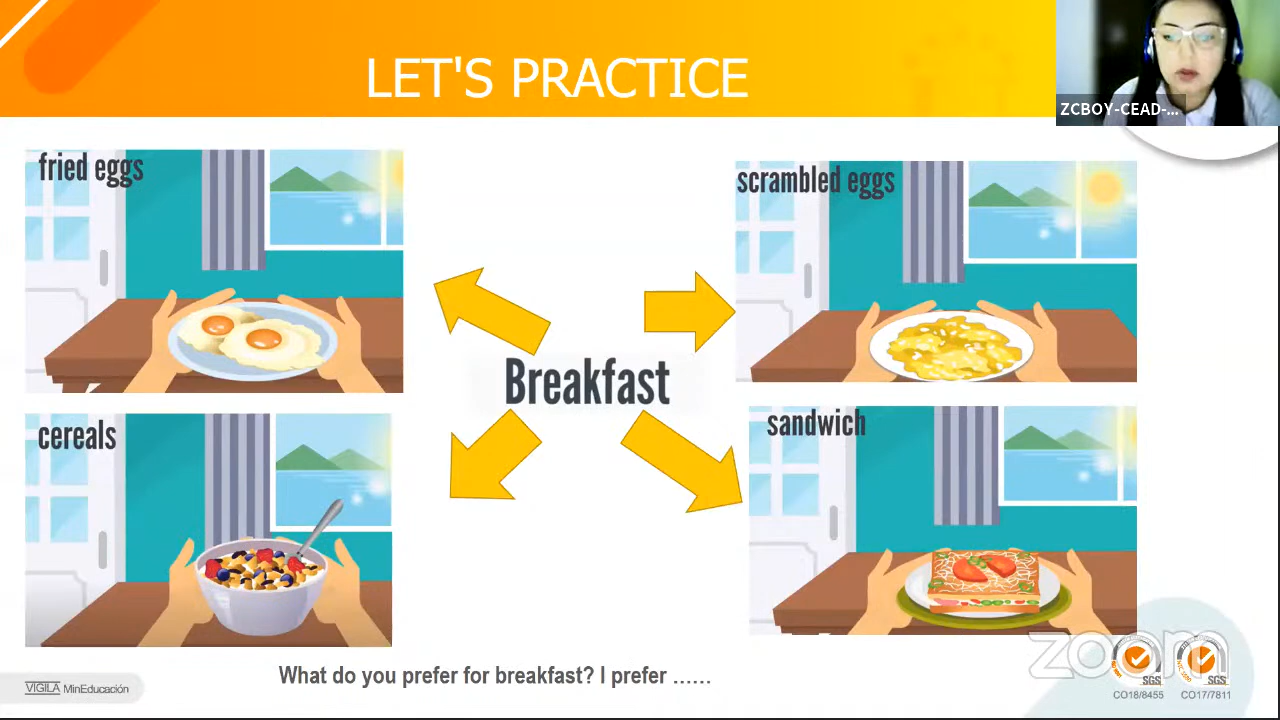 LET'S PRACTICE
ZCBOY-CEAD-...
fried eggs
scrambled eggs
Breakfast
cereals
sandwich
What do you prefer for breakfast? I prefer ……
VIGILA MinEducación
zoom
SGS
SGS
CO18/8455
CO17/7811